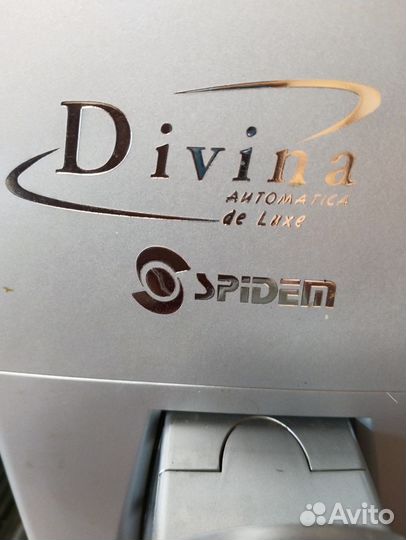 Divina
AUTOMATICA
de Luxe
SPIDEM
Avito